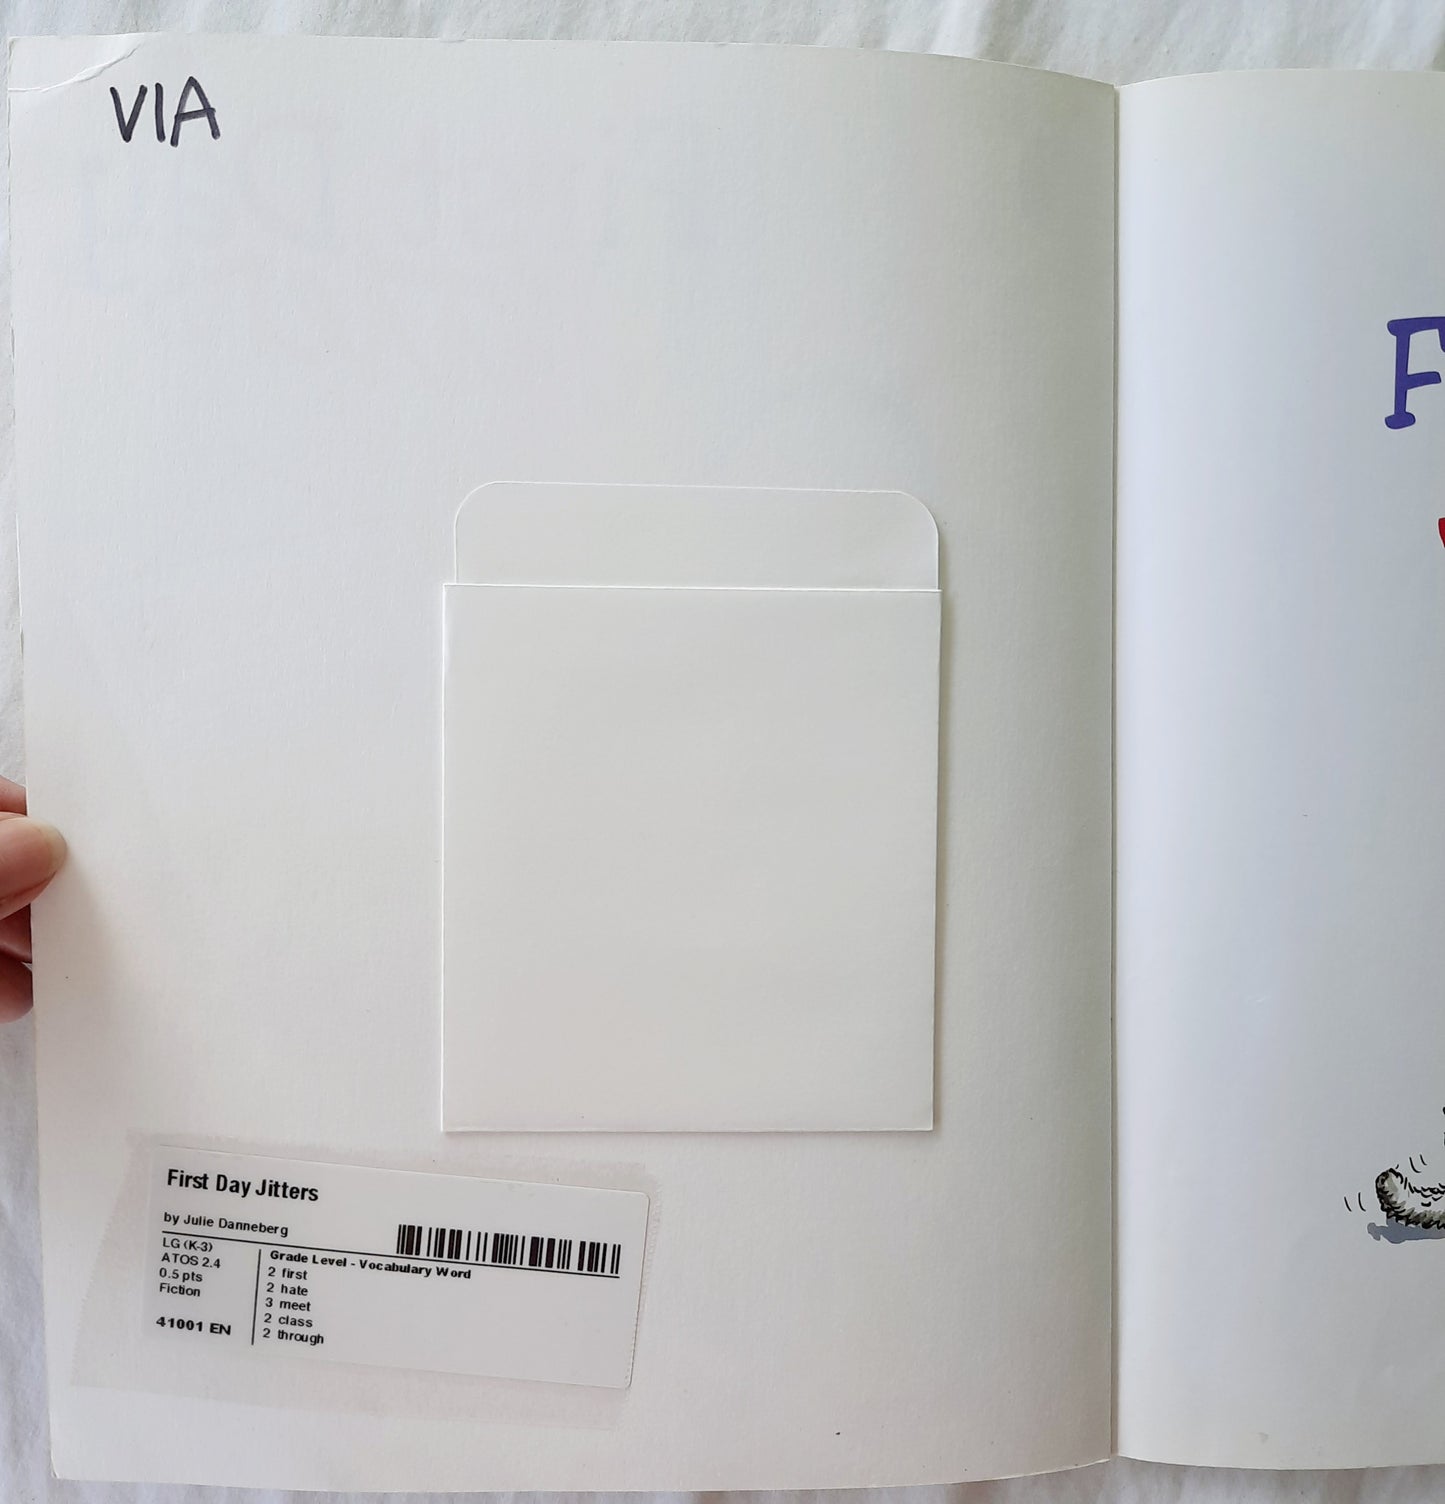 VIA
First Day Jitters
by Julie Danneberg
LG (K-3)
ATOS 2.4
0.5 pts
Fiction
41001 EN
Grade Level - Vocabulary Word
2 first
2 hate
3 meet
2 class
2 through
F